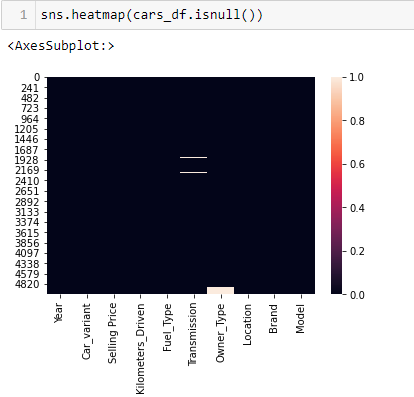 1 sns.heatmap(cars_df.isnull())
<AxesSubplot:>
0
241
482
723
964
1205
1446
1687
1928
2169
2410
2651
2892
3133
3374
3615
3856
4097
4338
4579
4820
1.0
0.8
0.6
0.4
0.2
0.0
Year
Car_variant
Selling Price
Kilometers_Driven
Fuel_Type
Transmission
Owner_Type
Location
Brand
Model